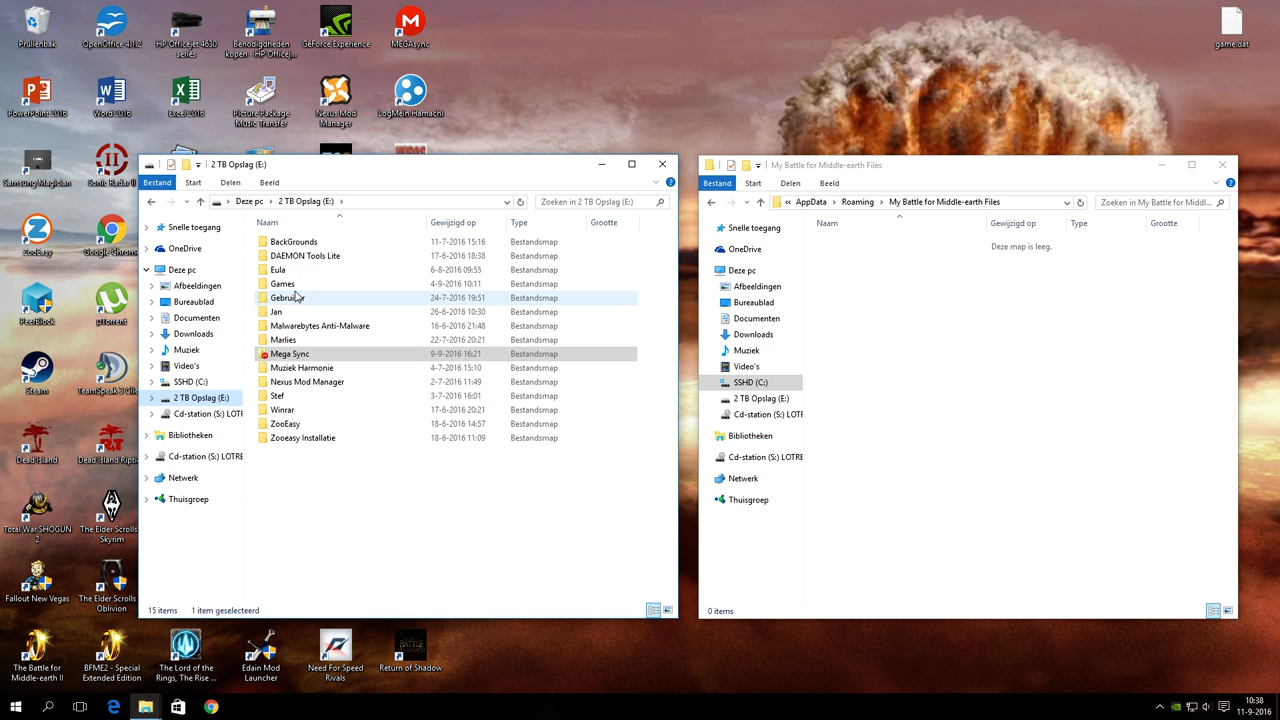 Prullenbak
OpenOffice 4.1.2
HP Officejet 4630 series
Benodigdheden kopen - HP Officej...
GeForce Experience
MEGAsync
game.dat
PowerPoint 2016
Word 2016
Excel 2016
Picture Package Music Transfer
Nexus Mod Manager
LogMeIn Hamachi
Samsung Magician
Sonic Radar II
ZooEasy
Google Chrome
PeerBlock
µTorrent
Steam
TeamSpeak 3 Clie
Dead Island
Dead Island Riptid
Total War SHOGUN 2
The Elder Scrolls Skyrim
Fallout New Vegas
The Elder Scrolls Oblivion
The Battle for Middle-earth II
BFME2 - Special Extended Edition
The Lord of the Rings, The Rise ...
Edain Mod Launcher
Need For Speed Rivals
Return of Shadow
2 TB Opslag (E:)
Bestand Start Delen Beeld
Deze pc > 2 TB Opslag (E:) >
Zoeken in 2 TB Opslag (E:)
Snelle toegang
OneDrive
Deze pc
Afbeeldingen
Bureaublad
Documenten
Downloads
Muziek
Video's
SSHD (C:)
2 TB Opslag (E:)
Cd-station (S:) LOTR
Bibliotheken
Cd-station (S:) LOTRE
Netwerk
Thuisgroep
Naam Gewijzigd op Type Grootte
BackGrounds 11-7-2016 15:16 Bestandsmap
DAEMON Tools Lite 17-6-2016 18:38 Bestandsmap
Eula 6-8-2016 09:55 Bestandsmap
Games 4-9-2016 10:11 Bestandsmap
24-7-2016 19:51 Bestandsmap
Jan 26-6-2016 10:30 Bestandsmap
Malwarebytes Anti-Malware 16-6-2016 21:48 Bestandsmap
Marlies 22-7-2016 20:21 Bestandsmap
Mega Sync 9-9-2016 16:21 Bestandsmap
Muziek Harmonie 4-7-2016 15:10 Bestandsmap
Nexus Mod Manager 2-7-2016 11:49 Bestandsmap
Stef 3-7-2016 16:01 Bestandsmap
Winrar 17-6-2016 20:21 Bestandsmap
ZooEasy 18-6-2016 14:57 Bestandsmap
Zooeasy Installatie 18-6-2016 11:09 Bestandsmap
15 items 1 item geselecteerd
My Battle for Middle-earth Files
Bestand Start Delen Beeld
« AppData > Roaming > My Battle for Middle-earth Files
Zoeken in My Battle for Middl...
Snelle toegang
OneDrive
Deze pc
Afbeeldingen
Bureaublad
Documenten
Downloads
Muziek
Video's
SSHD (C:)
2 TB Opslag (E:)
Cd-station (S:) LOTR
Bibliotheken
Cd-station (S:) LOTRE
Netwerk
Thuisgroep
Naam Gewijzigd op Type Grootte
Deze map is leeg.
0 items
10:38
11-9-2016